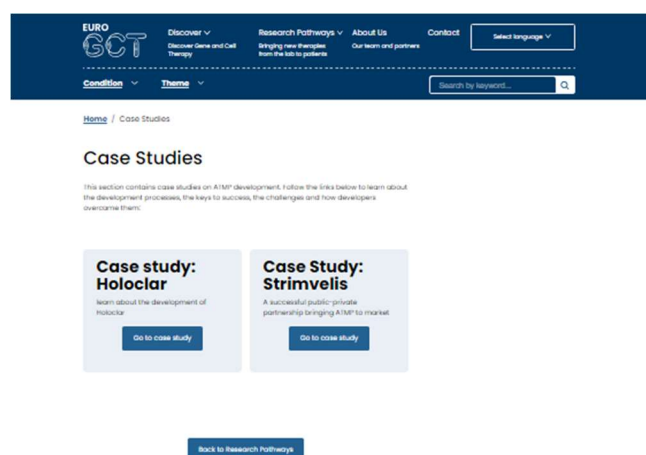 EURO
GCT
Discover
Discover Gene and Cell
Therapy
Research Pathways
Bringing new therapies
from the lab to patients
About Us
Our team and partners
Contact
Select language
Condition
Theme
Search by keyword...
Home / Case Studies
Case Studies
This section contains case studies on ATMP development. Follow the links below to learn about
the development processes, the keys to success, the challenges and how developers
overcame them:
Case study:
Holoclar
learn about the development of
Holoclar
Go to case study
Case Study:
Strimvelis
A successful public-private
partnership bringing ATMP to market
Go to case study
Back to Research Pathways